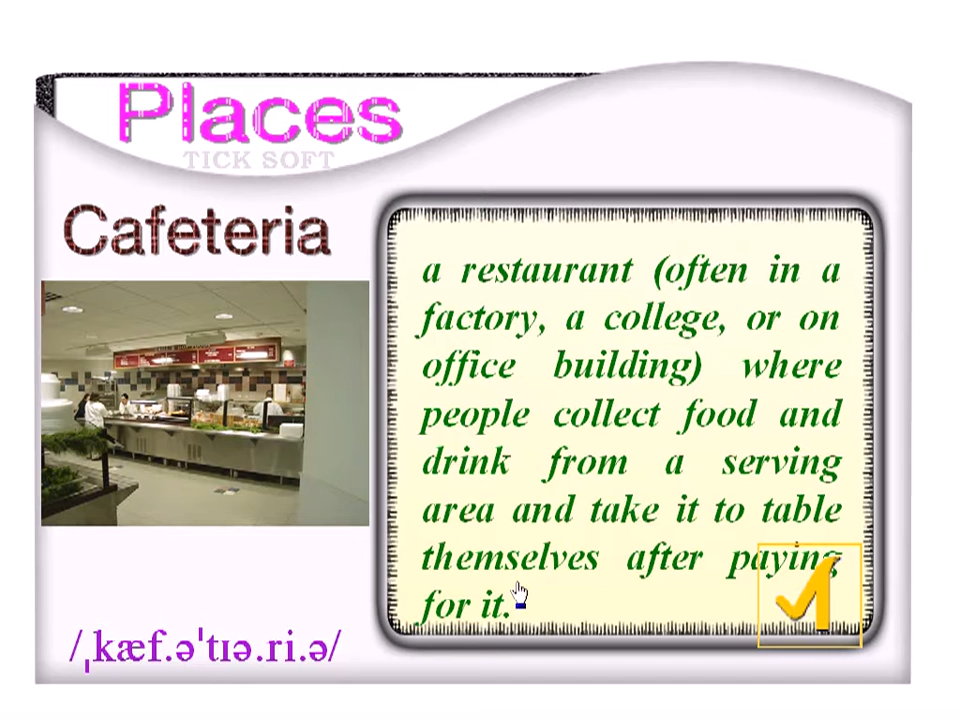 Places
TICK SOFT
Cafeteria
a restaurant (often in a
factory, a college, or on
office building) where
people collect food and
drink from a serving
area and take it to table
themselves after paying
for it.
/ˌkæf.əˈtɪə.ri.ə/